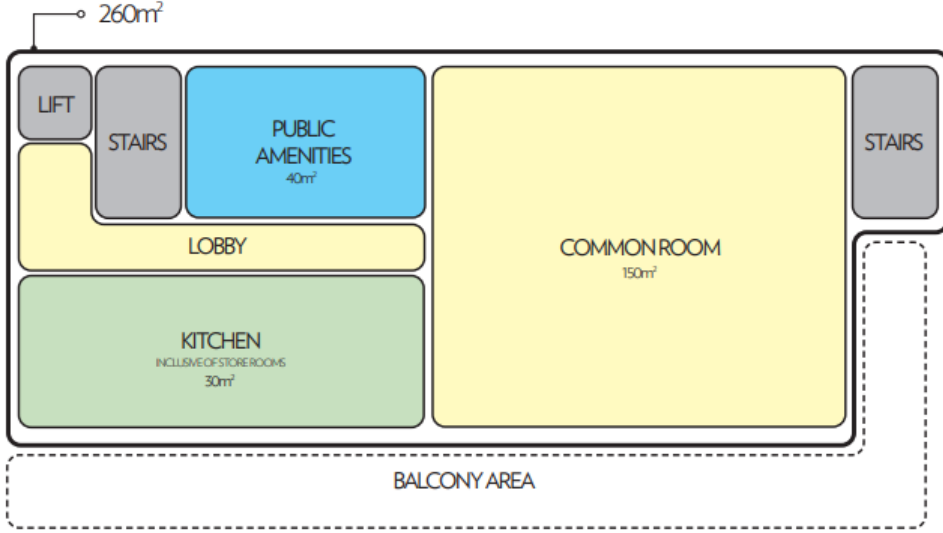 260m²
LIFT
STAIRS
PUBLIC
AMENITIES
40m²
STAIRS
LOBBY
COMMON ROOM
150m²
KITCHEN
INCLUSIVE OF STORE ROOMS
30m²
BALCONY AREA